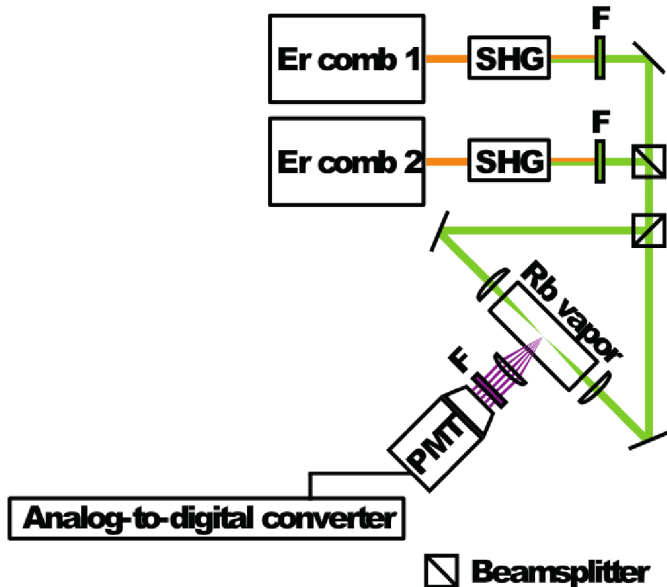 F
Er comb 1
SHG
F
Er comb 2
SHG
Rb vapor
F
PMT
Analog-to-digital converter
Beamsplitter